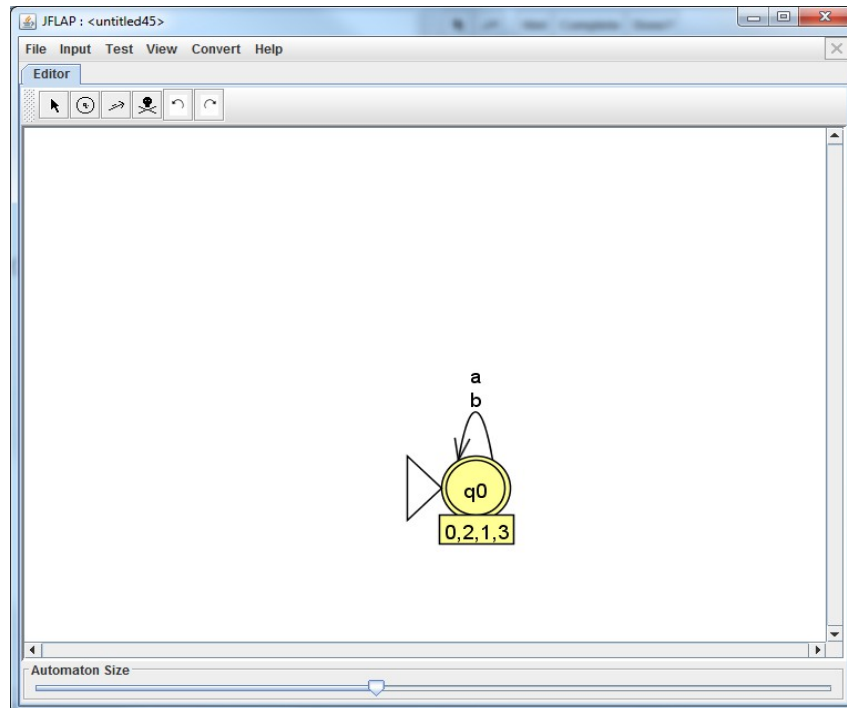 JFLAP : <untitled45>
File Input Test View Convert Help
Editor
a
b
q0
0,2,1,3
Automaton Size